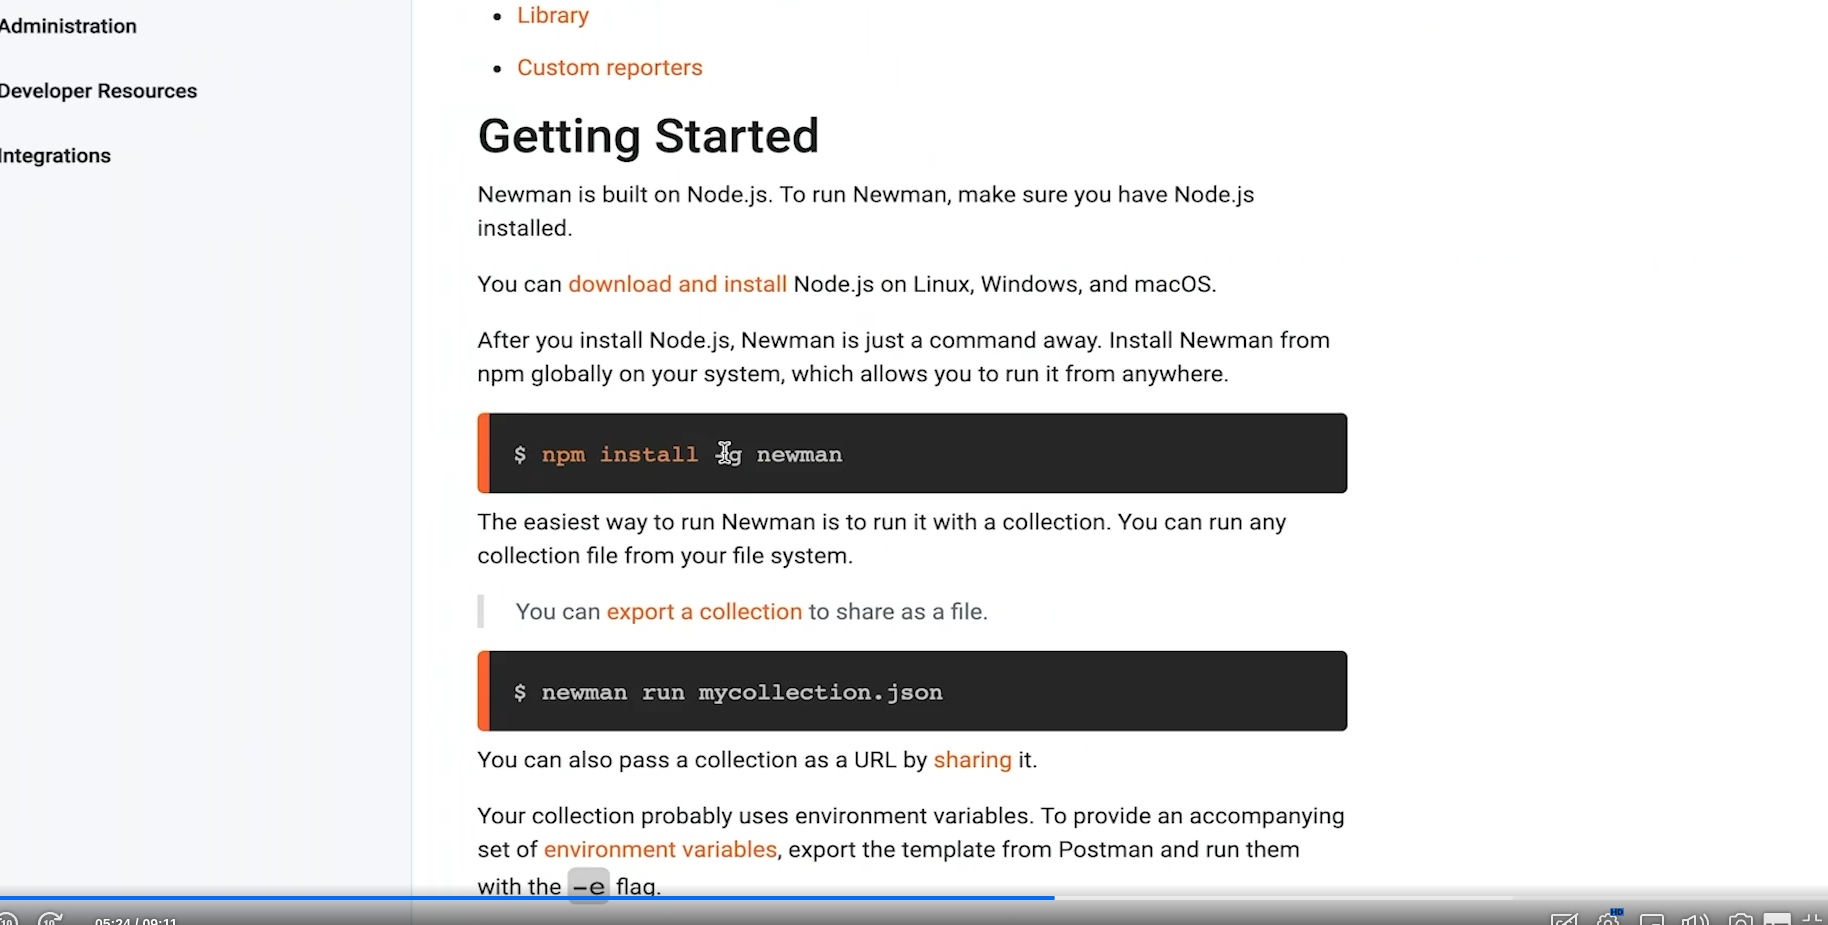 Administration
Developer Resources
Integrations
Library
Custom reporters
Getting Started
Newman is built on Node.js. To run Newman, make sure you have Node.js
installed.
You can download and install Node.js on Linux, Windows, and macOS.
After you install Node.js, Newman is just a command away. Install Newman from
npm globally on your system, which allows you to run it from anywhere.
$ npm install -g newman
The easiest way to run Newman is to run it with a collection. You can run any
collection file from your file system.
You can export a collection to share as a file.
$ newman run mycollection.json
You can also pass a collection as a URL by sharing it.
Your collection probably uses environment variables. To provide an accompanying
set of environment variables, export the template from Postman and run them
with the -e flag.
10 10 05:24 / 09:11 HD